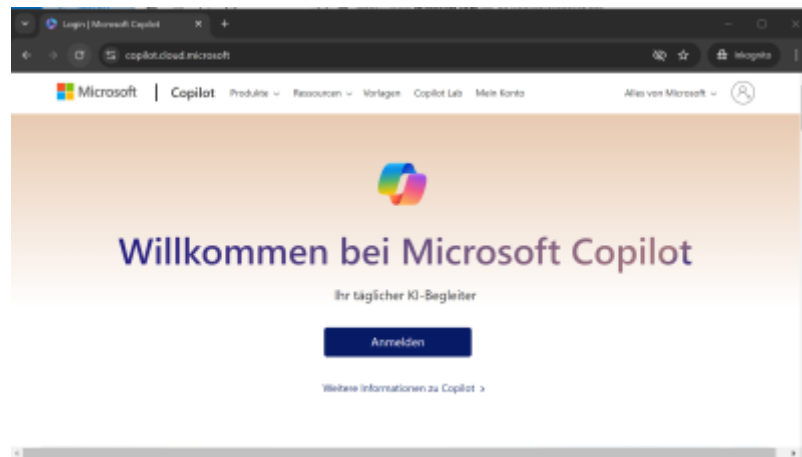 Login | Microsoft Copilot
copilot.cloud.microsoft
Inkognito
Microsoft | Copilot Produkte Ressourcen Vorlagen Copilot Lab Mein Konto Alles von Microsoft
Willkommen bei Microsoft Copilot
Ihr täglicher KI-Begleiter
Anmelden
Weitere Informationen zu Copilot >